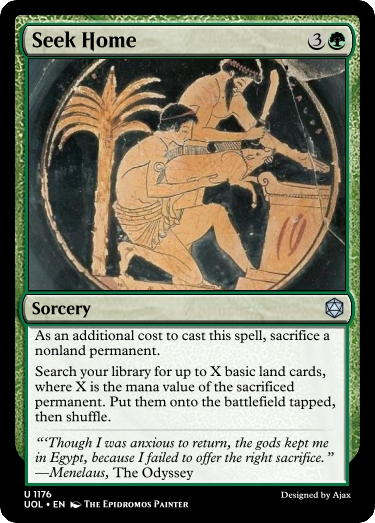 Seek Home 3
Sorcery
As an additional cost to cast this spell, sacrifice a
nonland permanent.
Search your library for up to X basic land cards,
where X is the mana value of the sacrificed
permanent. Put them onto the battlefield tapped,
then shuffle.
“‘Though I was anxious to return, the gods kept me
in Egypt, because I failed to offer the right sacrifice.”
—Menelaus, The Odyssey
U 1176
Designed by Ajax
UOL • EN The Epidromos Painter